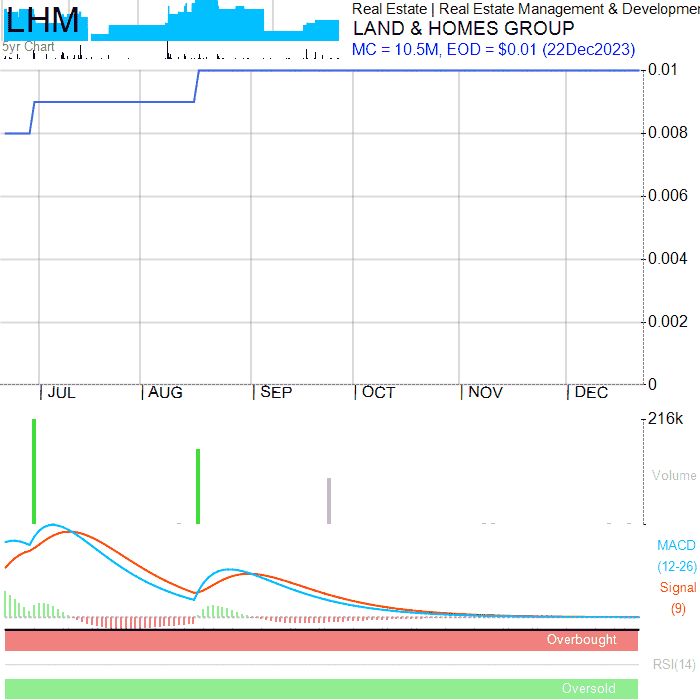 LHM
5yr Chart
Real Estate | Real Estate Management & Developmen
LAND & HOMES GROUP
MC = 10.5M, EOD = $0.01 (22Dec2023)
0.01
0.008
0.006
0.004
0.002
0
JUL AUG SEP OCT NOV DEC
216k
Volume
MACD
(12-26)
Signal
(9)
Overbought
RSI(14)
Oversold